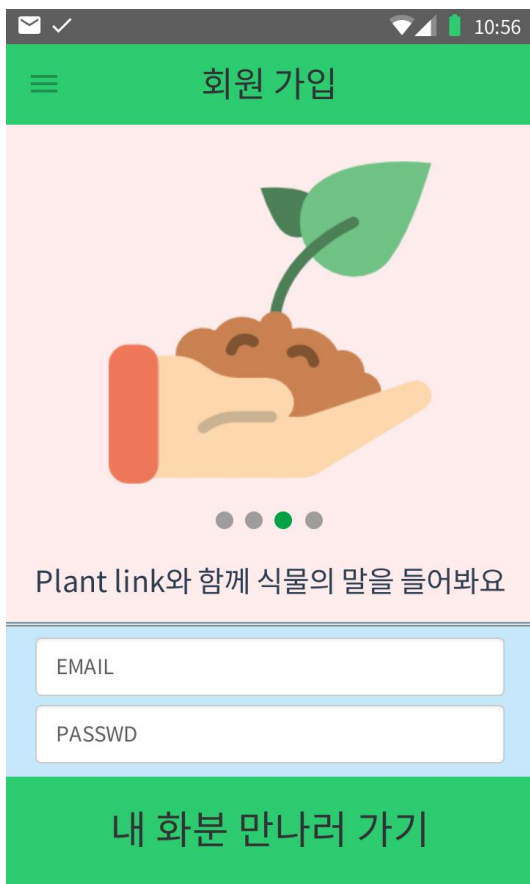 10:56
회원 가입
Plant link와 함께 식물의 말을 들어봐요
EMAIL
PASSWD
내 화분 만나러 가기